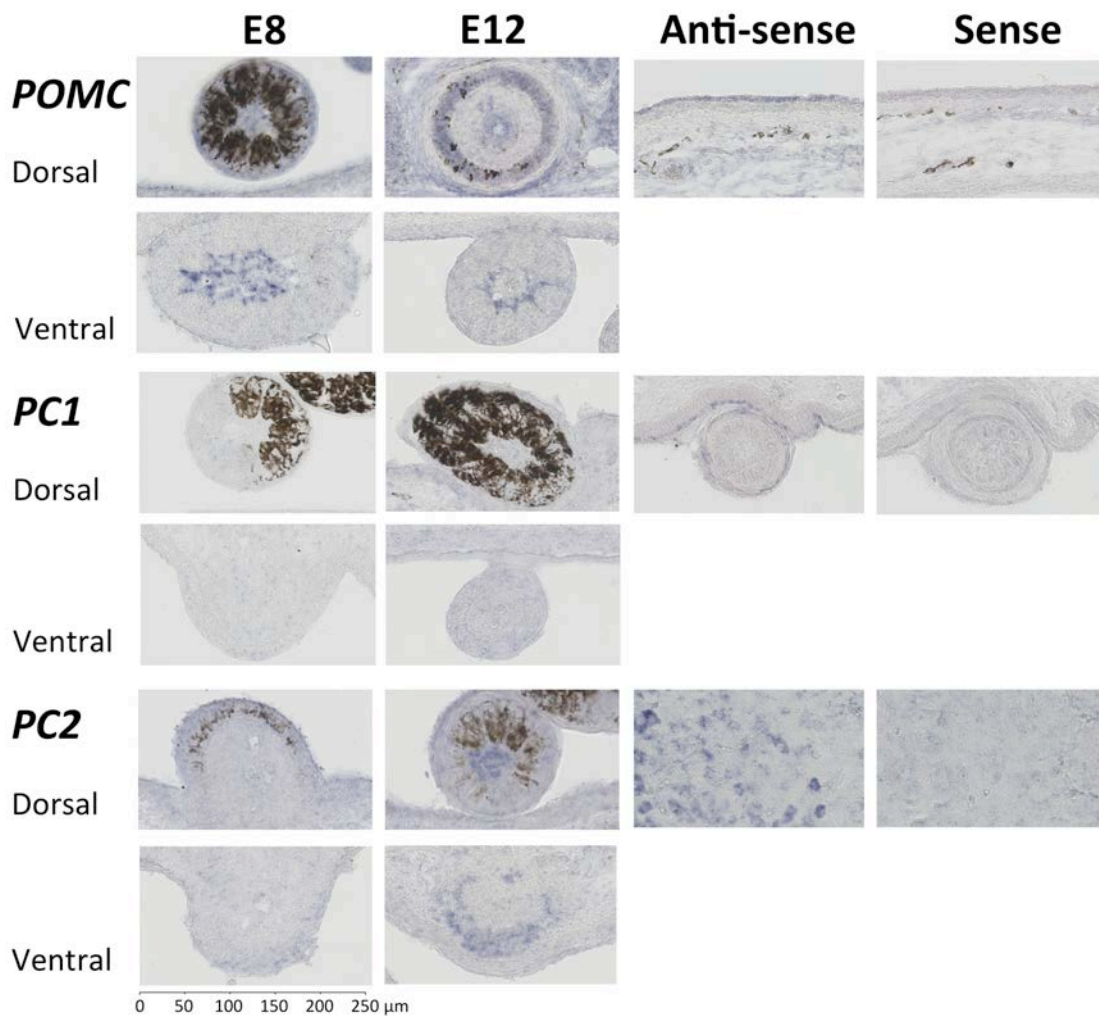 E8 E12 Anti-sense Sense
POMC
Dorsal
Ventral
PC1
Dorsal
Ventral
PC2
Dorsal
Ventral
0 50 100 150 200 250 μm